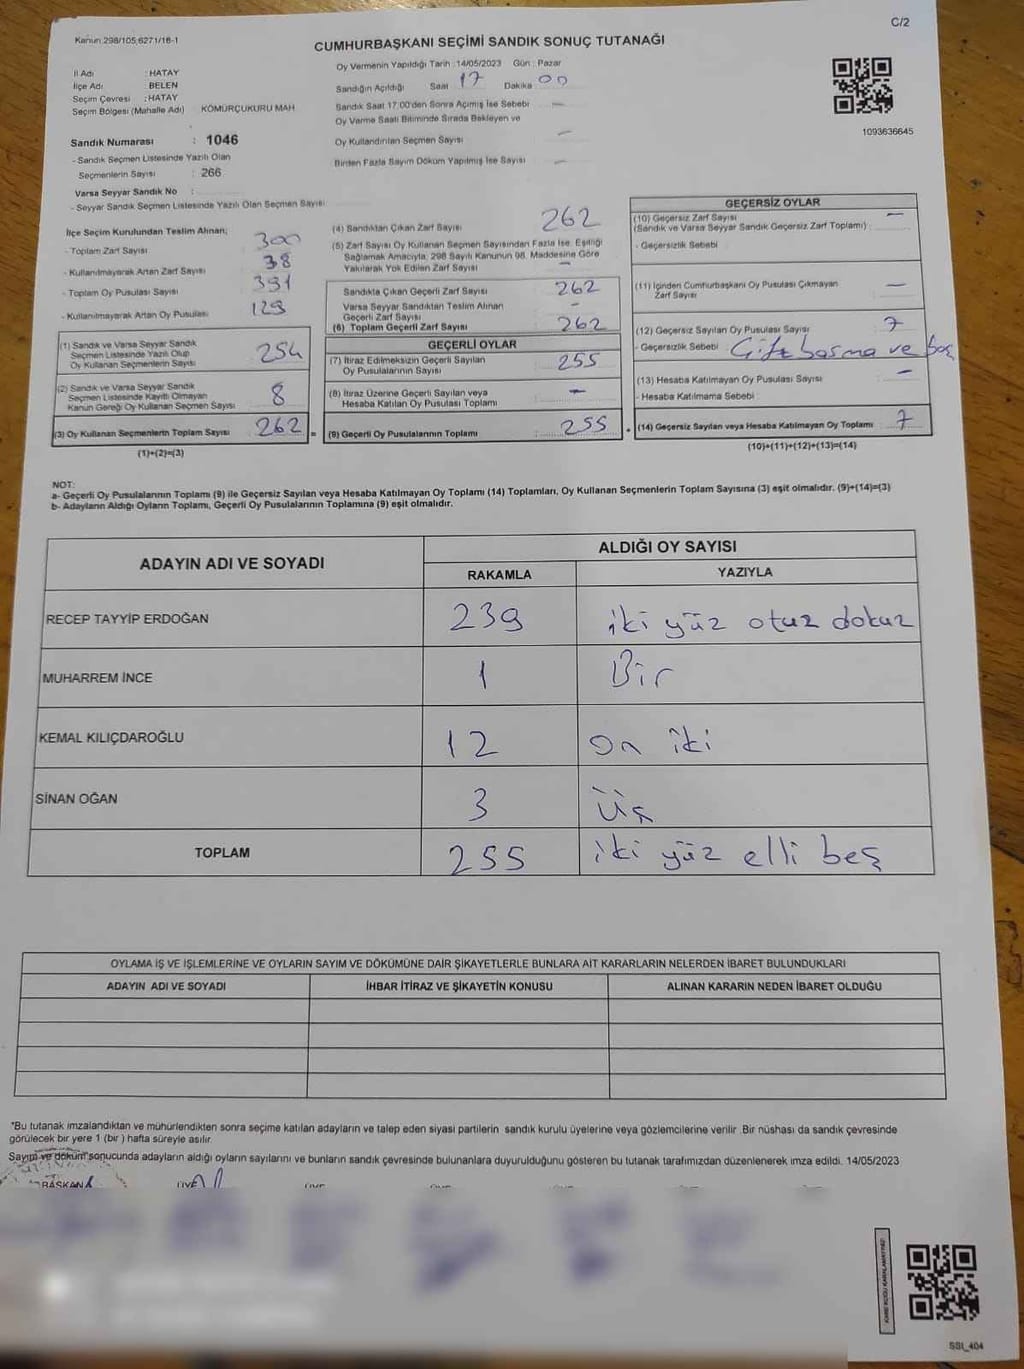 C/2
Kanun:298/105;6271/16-1
CUMHURBAŞKANI SEÇİMİ SANDIK SONUÇ TUTANAĞI
İl Adı : HATAY
İlçe Adı : BELEN
Seçim Çevresi : HATAY
Seçim Bölgesi (Mahalle Adı) KÖMÜRÇUKURU MAH
Sandık Numarası : 1046
- Sandık Seçmen Listesinde Yazılı Olan
Seçmenlerin Sayısı : 266
Varsa Seyyar Sandık No :
- Seyyar Sandık Seçmen Listesinde Yazılı Olan Seçmen Sayısı
Oy Vermenin Yapıldığı Tarih : 14/05/2023 Gün : Pazar
Sandığın Açıldığı Saat 17 Dakika 00
Sandık Saat 17:00'den Sonra Açılmış İse Sebebi —
Oy Verme Saati Bitiminde Sırada Bekleyen ve
Oy Kullandırılan Seçmen Sayısı —
Birden Fazla Sayım Döküm Yapılmış İse Sayısı —
1093636645
İlçe Seçim Kurulundan Teslim Alınan;
- Toplam Zarf Sayısı 300
- Kullanılmayarak Artan Zarf Sayısı 38
- Toplam Oy Pusulası Sayısı 391
- Kullanılmayarak Artan Oy Pusulası 129
(1) Sandık ve Varsa Seyyar Sandık
Seçmen Listesinde Yazılı Olup
Oy Kullanan Seçmenlerin Sayısı 254
(2) Sandık ve Varsa Seyyar Sandık
Seçmen Listesinde Kayıtlı Olmayan
Kanun Gereği Oy Kullanan Seçmen Sayısı 8
(3) Oy Kullanan Seçmenlerin Toplam Sayısı 262 =
(1)+(2)=(3)
(4) Sandıktan Çıkan Zarf Sayısı 262
(5) Zarf Sayısı Oy Kullanan Seçmen Sayısından Fazla İse, Eşitliği
Sağlamak Amacıyla, 298 Sayılı Kanunun 98. Maddesine Göre
Yakılarak Yok Edilen Zarf Sayısı —
Sandıkta Çıkan Geçerli Zarf Sayısı 262
Varsa Seyyar Sandıktan Teslim Alınan
Geçerli Zarf Sayısı -
(6) Toplam Geçerli Zarf Sayısı 262
GEÇERLİ OYLAR
(7) İtiraz Edilmeksizin Geçerli Sayılan
Oy Pusulalarının Sayısı 255
(8) İtiraz Üzerine Geçerli Sayılan veya
Hesaba Katılan Oy Pusulası Toplamı —
(9) Geçerli Oy Pusulalarının Toplamı 255 +
GEÇERSİZ OYLAR
(10) Geçersiz Zarf Sayısı —
(Sandık ve Varsa Seyyar Sandık Geçersiz Zarf Toplamı)
- Geçersizlik Sebebi
(11) İçinden Cumhurbaşkanı Oy Pusulası Çıkmayan
Zarf Sayısı —
(12) Geçersiz Sayılan Oy Pusulası Sayısı 7
- Geçersizlik Sebebi Çift basma ve boş
(13) Hesaba Katılmayan Oy Pusulası Sayısı —
- Hesaba Katılmama Sebebi
(14) Geçersiz Sayılan veya Hesaba Katılmayan Oy Toplamı 7
(10)+(11)+(12)+(13)=(14)
NOT:
a- Geçerli Oy Pusulalarının Toplamı (9) ile Geçersiz Sayılan veya Hesaba Katılmayan Oy Toplamı (14) Toplamları, Oy Kullanan Seçmenlerin Toplam Sayısına (3) eşit olmalıdır. (9)+(14)=(3)
b- Adayların Aldığı Oyların Toplamı, Geçerli Oy Pusulalarının Toplamına (9) eşit olmalıdır.
ADAYIN ADI VE SOYADI ALDIĞI OY SAYISI
RAKAMLA YAZIYLA
RECEP TAYYİP ERDOĞAN 239 iki yüz otuz dokuz
MUHARREM İNCE 1 Bir
KEMAL KILIÇDAROĞLU 12 on iki
SİNAN OĞAN 3 Üç
TOPLAM 255 iki yüz elli beş
OYLAMA İŞ VE İŞLEMLERİNE VE OYLARIN SAYIM VE DÖKÜMÜNE DAİR ŞİKAYETLERLE BUNLARA AİT KARARLARIN NELERDEN İBARET BULUNDUKLARI
ADAYIN ADI VE SOYADI İHBAR İTİRAZ VE ŞİKAYETİN KONUSU ALINAN KARARIN NEDEN İBARET OLDUĞU
*Bu tutanak imzalandıktan ve mühürlendikten sonra seçime katılan adayların ve talep eden siyasi partilerin sandık kurulu üyelerine veya gözlemcilerine verilir .Bir nüshası da sandık çevresinde
görülecek bir yere 1 (bir ) hafta süreyle asılır.
Sayım ve döküm sonucunda adayların aldığı oyların sayılarını ve bunların sandık çevresinde bulunanlara duyurulduğunu gösteren bu tutanak tarafımızdan düzenlenerek imza edildi. 14/05/2023
BAŞKAN ÜYE ÜYE
SSI_404